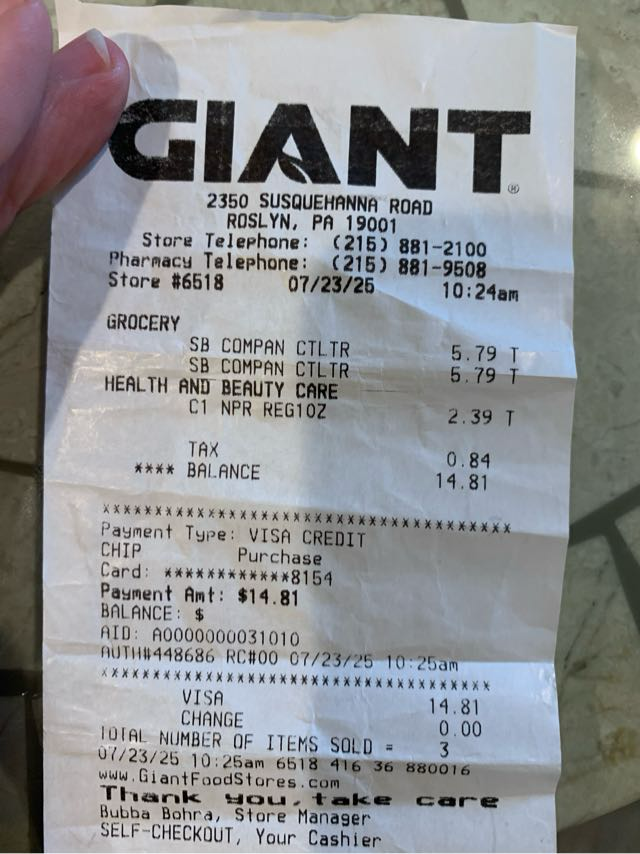 GIANT®
2350 SUSQUEHANNA ROAD
ROSLYN, PA 19001
Store Telephone: (215) 881-2100
Pharmacy Telephone: (215) 881-9508
Store #6518 07/23/25 10:24am
GROCERY
SB COMPAN CTLTR 5.79 T
SB COMPAN CTLTR 5.79 T
HEALTH AND BEAUTY CARE
C1 NPR REG10Z 2.39 T
TAX 0.84
**** BALANCE 14.81
************************************
Payment Type: VISA CREDIT
CHIP Purchase
Card: ************8154
Payment Amt: $14.81
BALANCE: $
AID: A0000000031010
AUTH#448686 RC#00 07/23/25 10:25am
************************************
VISA 14.81
CHANGE 0.00
TOTAL NUMBER OF ITEMS SOLD = 3
07/23/25 10:25am 6518 416 36 880016
www.GiantFoodStores.com
Thank you, take care
Bubba Bohra, Store Manager
SELF-CHECKOUT, Your Cashier